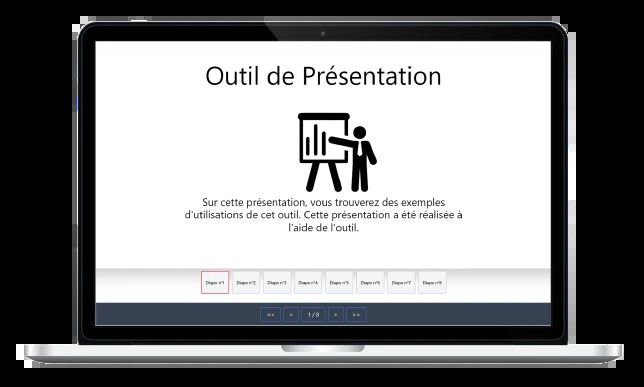 Outil de Présentation
Sur cette présentation, vous trouverez des exemples
d'utilisations de cet outil. Cette présentation a été réalisée à
l'aide de l'outil.
Diapo n°1 Diapo n°2 Diapo n°3 Diapo n°4 Diapo n°5 Diapo n°6 Diapo n°7 Diapo n°8
<< < 1 / 8 > >>